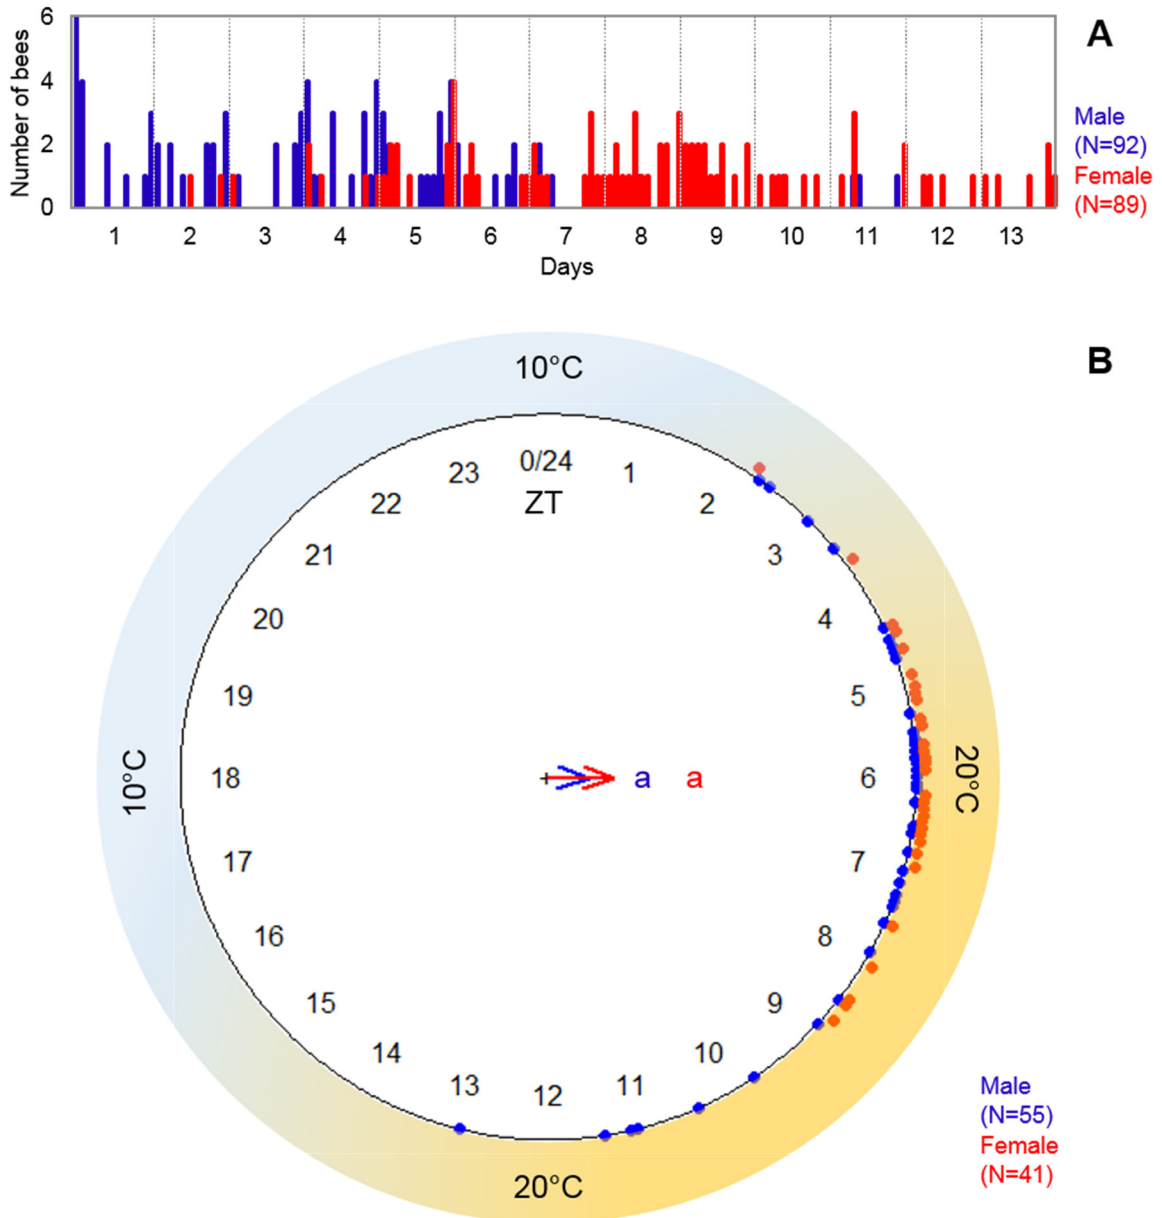 A
Number of bees
6
4
2
0
1 2 3 4 5 6 7 8 9 10 11 12 13
Days
Male
(N=92)
Female
(N=89)
B
10°C
0/24
ZT
1
2
3
4
5
6
7
8
9
10
11
12
13
14
15
16
17
18
19
20
21
22
23
10°C
20°C
20°C
a a
Male
(N=55)
Female
(N=41)